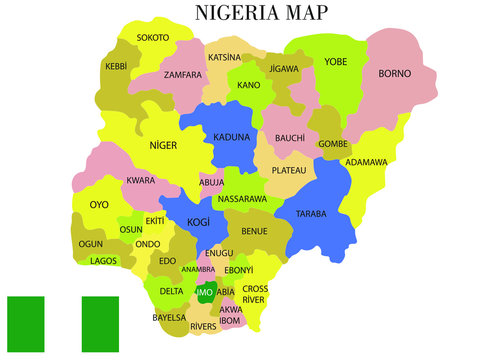 NIGERIA MAP
SOKOTO
KEBBİ
ZAMFARA
KATSİNA
KANO
JİGAWA
YOBE
BORNO
NİGER
KADUNA
BAUCHİ
GOMBE
ADAMAWA
PLATEAU
KWARA
ABUJA
NASSARAWA
TARABA
OYO
KOGİ
BENUE
OSUN
EKİTİ
OGUN
ONDO
LAGOS
EDO
ENUGU
ANAMBRA
EBONYİ
DELTA
İMO
ABİA
CROSS
RİVER
BAYELSA
RİVERS
AKWA
IBOM